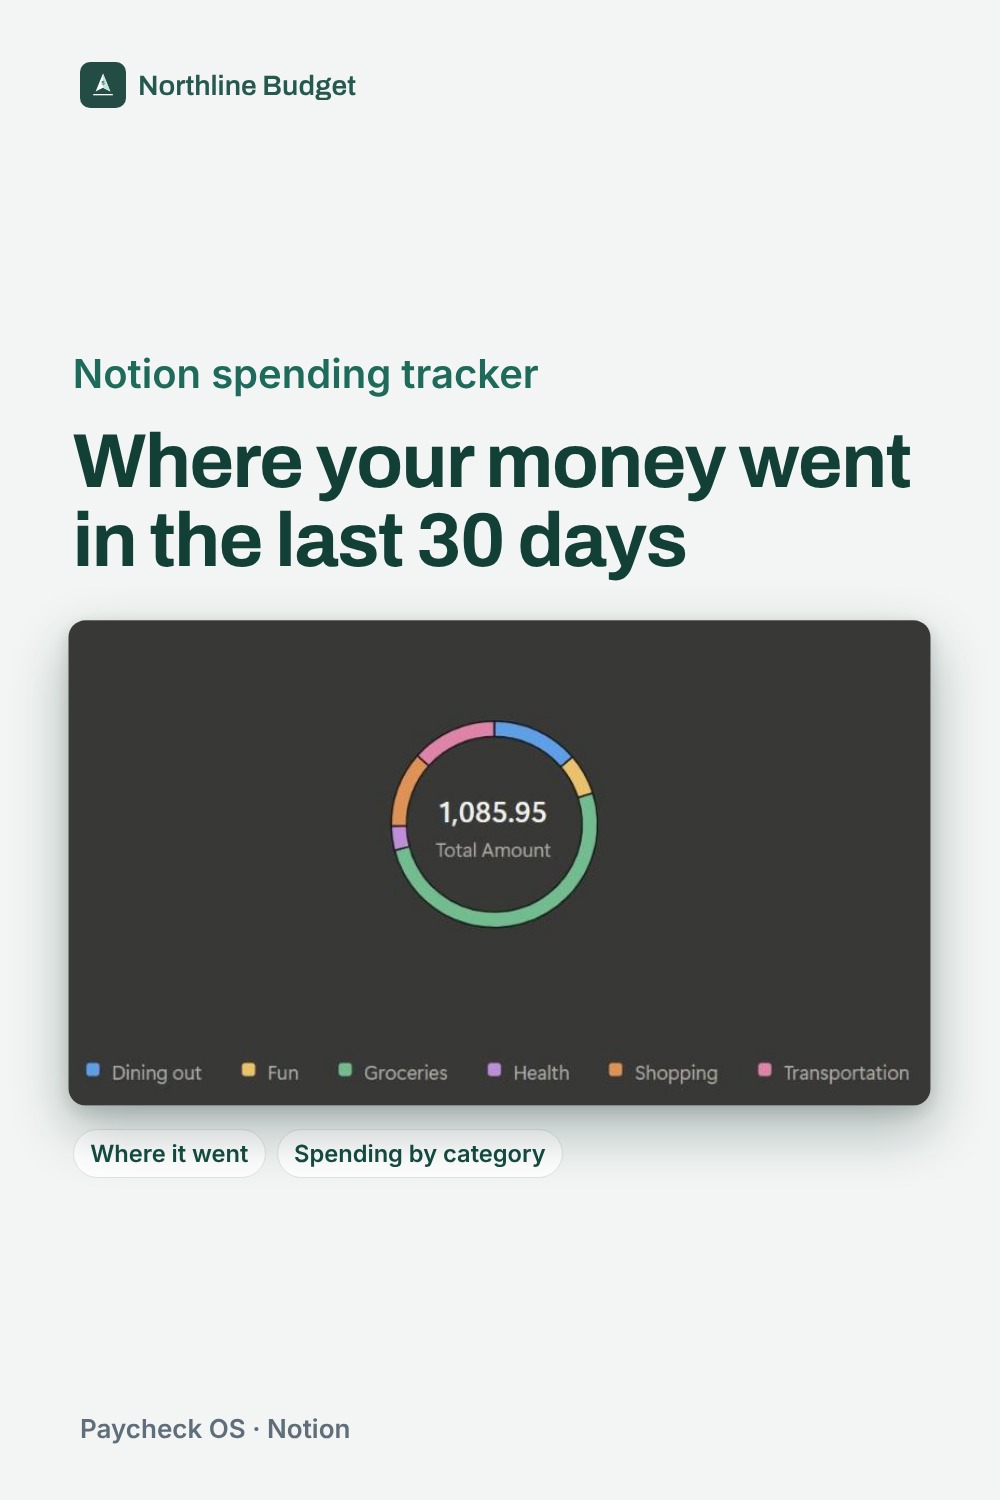 Northline Budget
Notion spending tracker
Where your money went
in the last 30 days
1,085.95
Total Amount
Dining out Fun Groceries Health Shopping Transportation
Where it went Spending by category
Paycheck OS · Notion